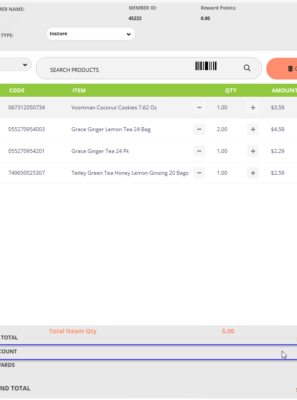 MER NAME:
MEMBER ID:
Reward Points:
45222
0.00
TYPE:
Instore
SEARCH PRODUCTS
CODE ITEM QTY AMOUNT
067312050734 Voortman Coconut Cookies 7.62 Oz 1.00 $3.59
055270954003 Grace Ginger Lemon Tea 24 Bag 2.00 $4.58
055270954201 Grace Ginger Tea 24 Pk 1.00 $2.29
749650025307 Tetley Green Tea Honey Lemon Ginsing 20 Bags 1.00 $2.59
Total Iteem Qty 5.00
TOTAL
COUNT
WARDS
ND TOTAL